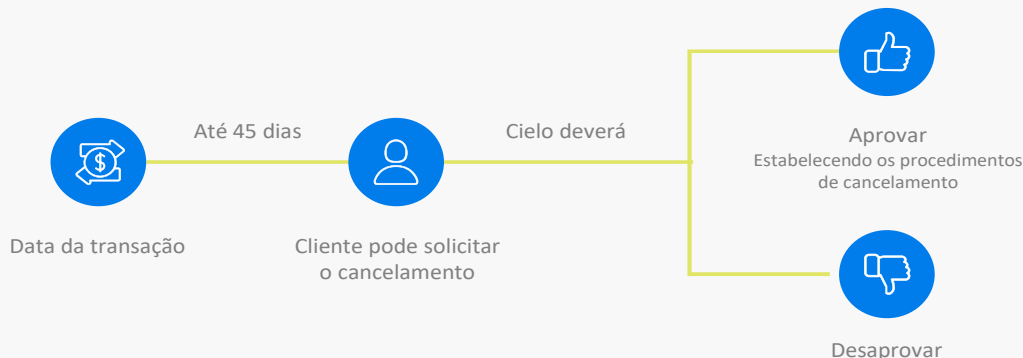 Até 45 dias
Cielo deverá
Data da transação
Cliente pode solicitar
o cancelamento
Aprovar
Estabelecendo os procedimentos
de cancelamento
Desaprovar
$